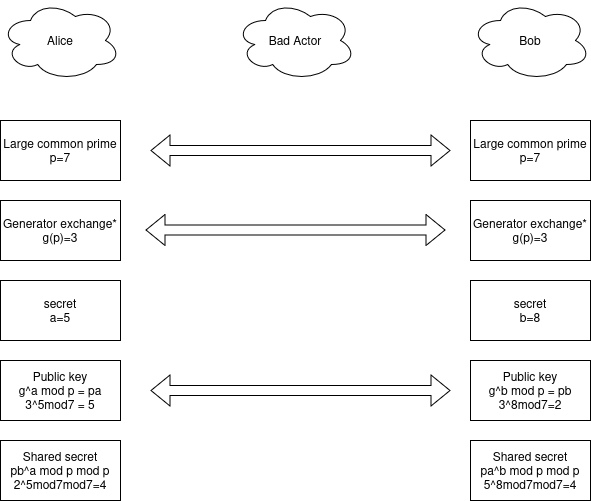 Alice
Bad Actor
Bob
Large common prime
p=7
Large common prime
p=7
Generator exchange*
g(p)=3
Generator exchange*
g(p)=3
secret
a=5
secret
b=8
Public key
g^a mod p = pa
3^5mod7 = 5
Public key
g^b mod p = pb
3^8mod7=2
Shared secret
pb^a mod p mod p
2^5mod7mod7=4
Shared secret
pa^b mod p mod p
5^8mod7mod7=4